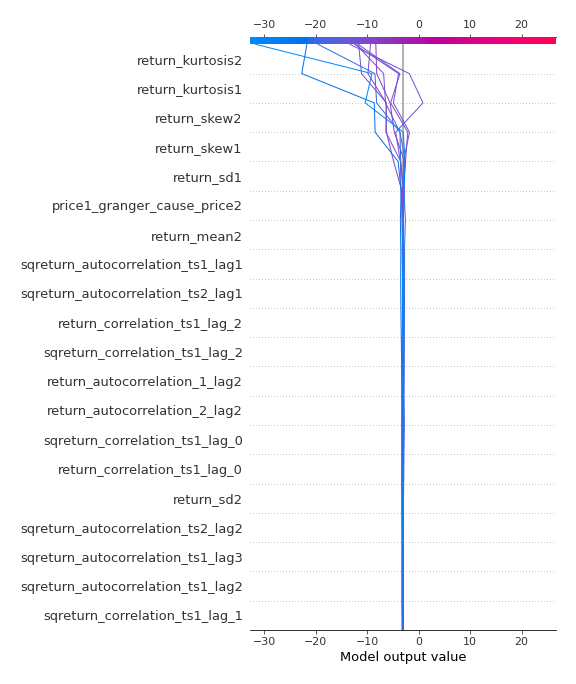 −30 −20 −10 0 10 20
return_kurtosis2
return_kurtosis1
return_skew2
return_skew1
return_sd1
price1_granger_cause_price2
return_mean2
sqreturn_autocorrelation_ts1_lag1
sqreturn_autocorrelation_ts2_lag1
return_correlation_ts1_lag_2
sqreturn_correlation_ts1_lag_2
return_autocorrelation_1_lag2
return_autocorrelation_2_lag2
sqreturn_correlation_ts1_lag_0
return_correlation_ts1_lag_0
return_sd2
sqreturn_autocorrelation_ts2_lag2
sqreturn_autocorrelation_ts1_lag3
sqreturn_autocorrelation_ts1_lag2
sqreturn_correlation_ts1_lag_1
−30 −20 −10 0 10 20
Model output value